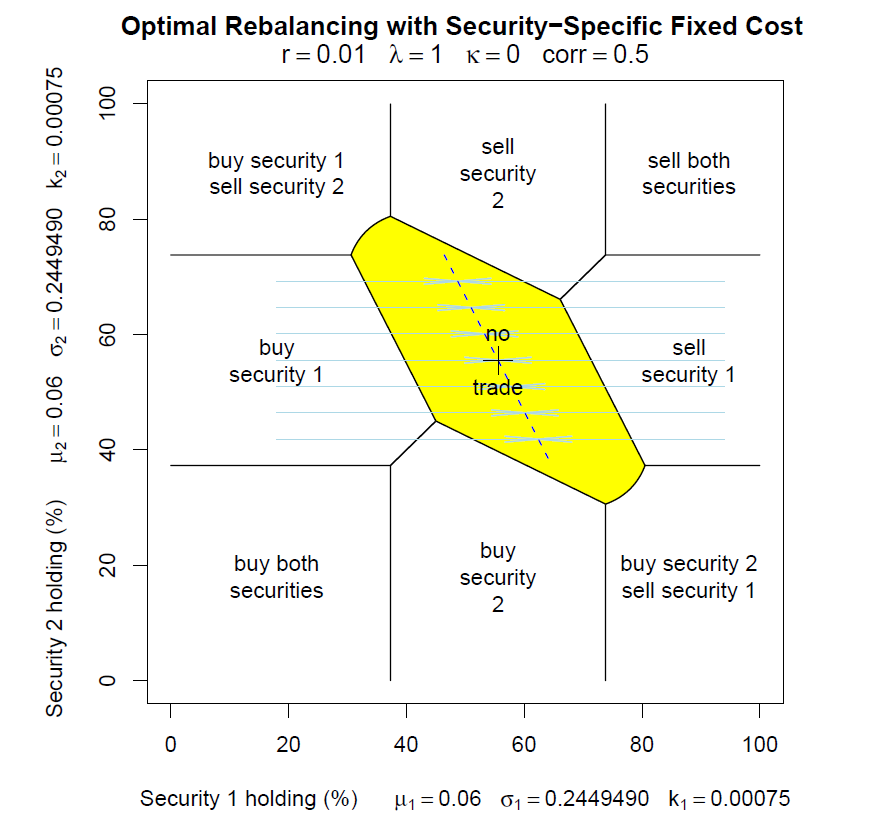 Optimal Rebalancing with Security−Specific Fixed Cost
r = 0.01 λ = 1 κ = 0 corr = 0.5
Security 2 holding (%) μ2 = 0.06 σ2 = 0.2449490 k2 = 0.00075
100
80
60
40
20
0
buy security 1
sell security 2
sell
security
2
sell both
securities
buy
security 1
no
trade
sell
security 1
buy both
securities
buy
security
2
buy security 2
sell security 1
0 20 40 60 80 100
Security 1 holding (%) μ1 = 0.06 σ1 = 0.2449490 k1 = 0.00075